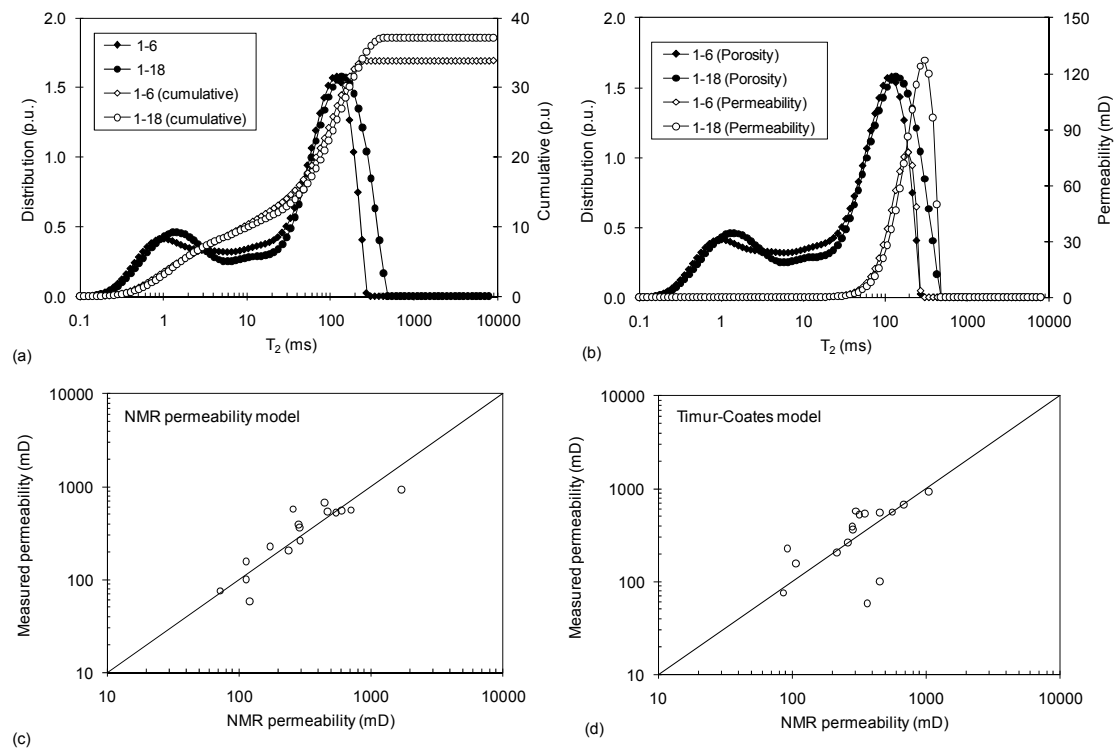 2.0
1.5
1.0
0.5
0.0
Distribution (p.u.)
1-6
1-18
1-6 (cumulative)
1-18 (cumulative)
40
30
20
10
0
Cumulative (p.u)
0.1 1 10 100 1000 10000
T2 (ms)
(a)
2.0
1.5
1.0
0.5
0.0
Distribution (p.u.)
1-6 (Porosity)
1-18 (Porosity)
1-6 (Permeability)
1-18 (Permeability)
150
120
90
60
30
0
Permeability (mD)
0.1 1 10 100 1000 10000
T2 (ms)
(b)
10000
1000
100
10
Measured permeability (mD)
NMR permeability model
10 100 1000 10000
NMR permeability (mD)
(c)
10000
1000
100
10
Measured permeability (mD)
Timur-Coates model
10 100 1000 10000
NMR permeability (mD)
(d)